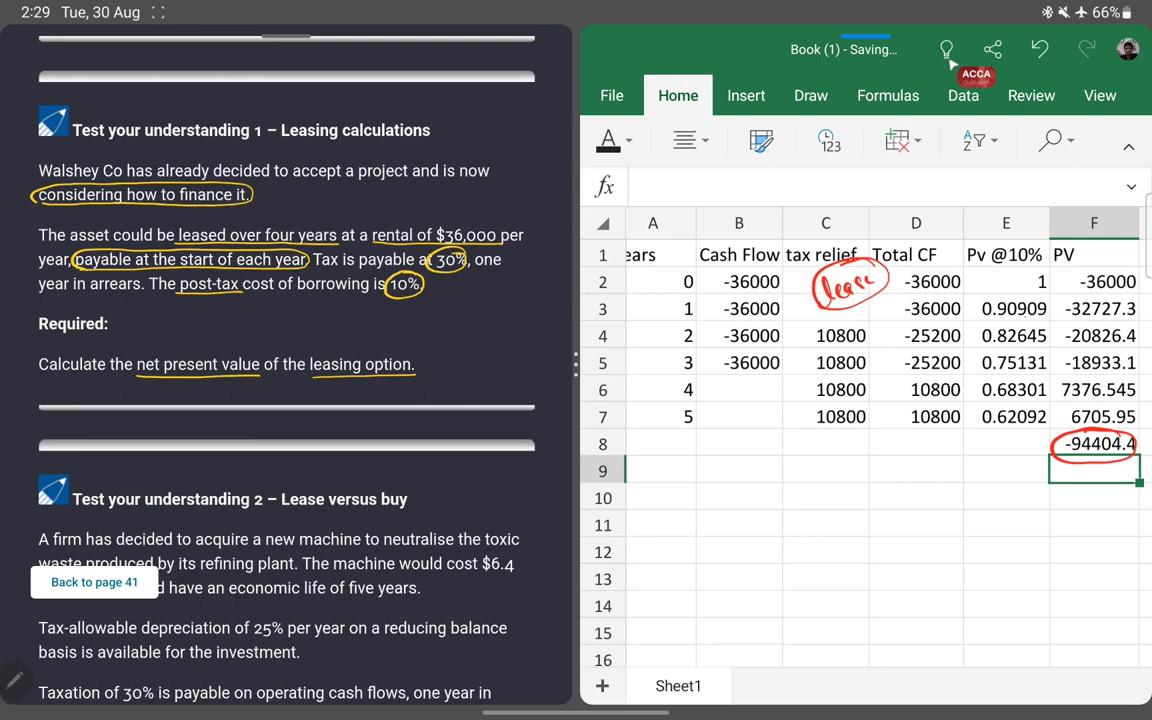 2:29 Tue, 30 Aug
66%
Test your understanding 1 – Leasing calculations
Walshey Co has already decided to accept a project and is now
considering how to finance it.
The asset could be leased over four years at a rental of $36,000 per
year, payable at the start of each year. Tax is payable at 30%, one
year in arrears. The post-tax cost of borrowing is 10%.
Required:
Calculate the net present value of the leasing option.
Test your understanding 2 – Lease versus buy
A firm has decided to acquire a new machine to neutralise the toxic
waste produced by its refining plant. The machine would cost $6.4
Back to page 41
d have an economic life of five years.
Tax-allowable depreciation of 25% per year on a reducing balance
basis is available for the investment.
Taxation of 30% is payable on operating cash flows, one year in
Book (1) - Saving...
ACCA
File Home Insert Draw Formulas Data Review View
A 123 A Z
fx
A B C D E F
1 ears Cash Flow tax relief Total CF Pv @10% PV
2 0 -36000 lease -36000 1 -36000
3 1 -36000 -36000 0.90909 -32727.3
4 2 -36000 10800 -25200 0.82645 -20826.4
5 3 -36000 10800 -25200 0.75131 -18933.1
6 4 10800 10800 0.68301 7376.545
7 5 10800 10800 0.62092 6705.95
8 -94404.4
9
10
11
12
13
14
15
16
+ Sheet1